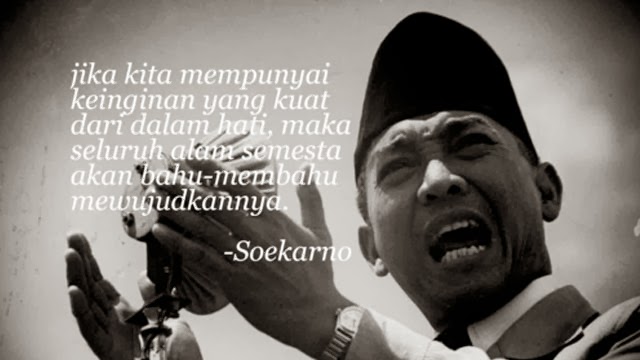 jika kita mempunyai
keinginan yang kuat
dari dalam hati, maka
seluruh alam semesta
akan bahu-membahu
mewujudkannya.
-Soekarno